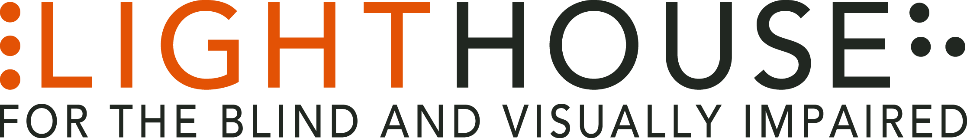 ⠇LIGHTHOUSE⠓
FOR THE BLIND AND VISUALLY IMPAIRED